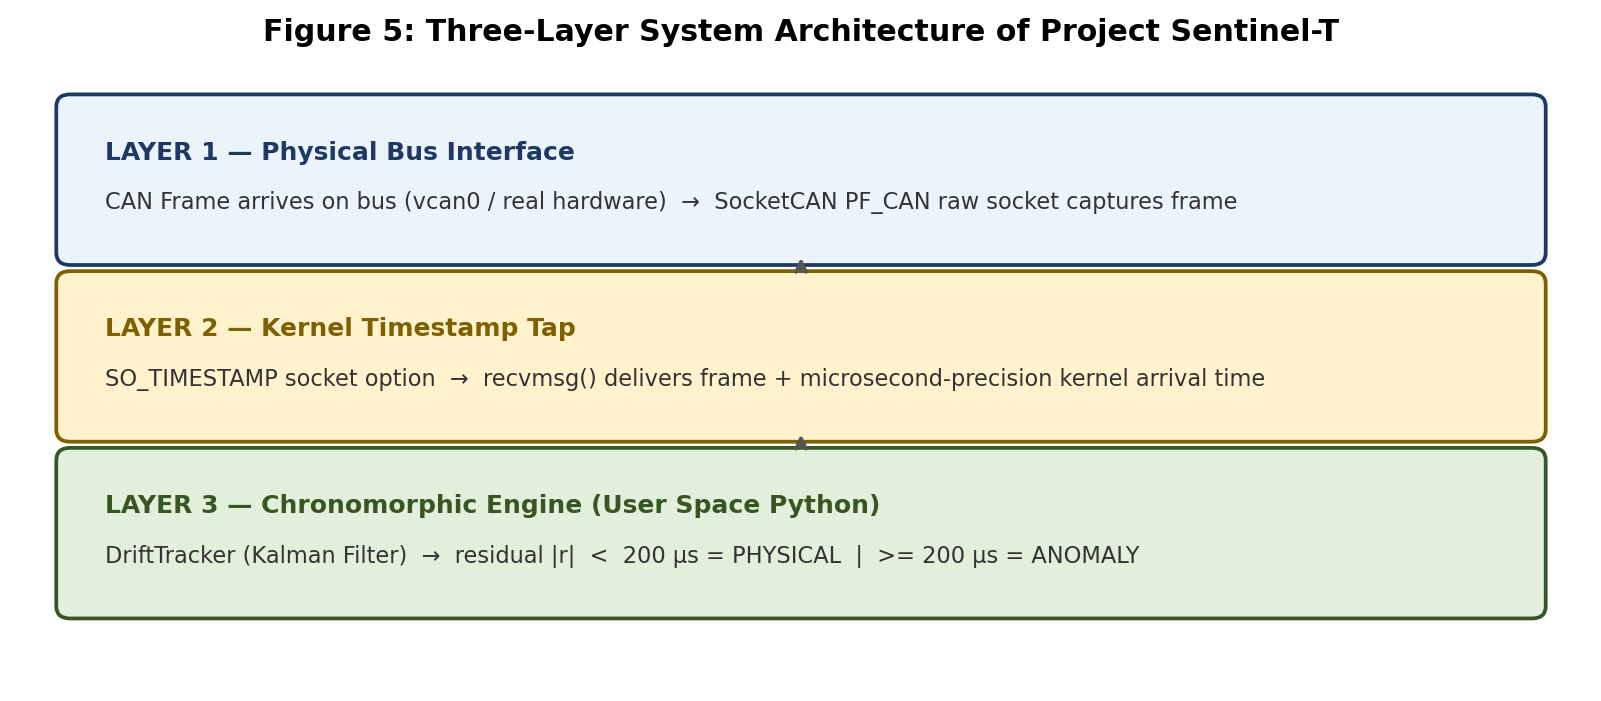 Figure 5: Three-Layer System Architecture of Project Sentinel-T
LAYER 1 — Physical Bus Interface
CAN Frame arrives on bus (vcan0 / real hardware) → SocketCAN PF_CAN raw socket captures frame
LAYER 2 — Kernel Timestamp Tap
SO_TIMESTAMP socket option → recvmsg() delivers frame + microsecond-precision kernel arrival time
LAYER 3 — Chronomorphic Engine (User Space Python)
DriftTracker (Kalman Filter) → residual |r| < 200 µs = PHYSICAL | >= 200 µs = ANOMALY